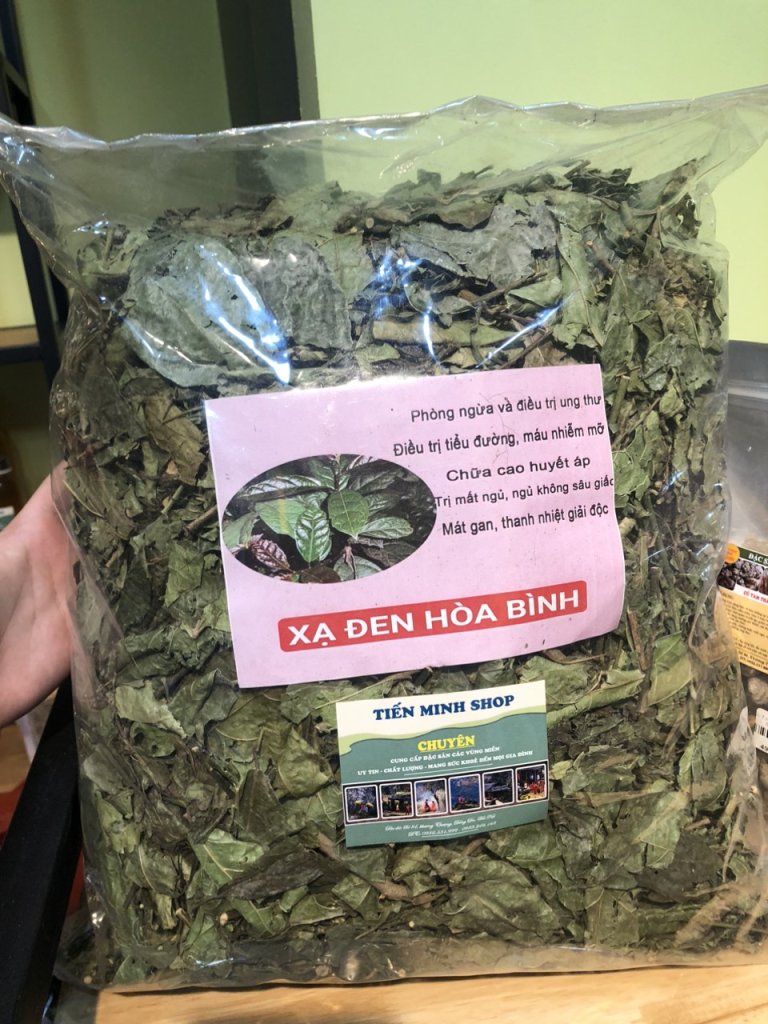 Phòng ngừa và điều trị ung thư
Điều trị tiểu đường, máu nhiễm mỡ
Chữa cao huyết áp
Trị mất ngủ, ngủ không sâu giấc
Mát gan, thanh nhiệt giải độc
XẠ ĐEN HÒA BÌNH
TIẾN MINH SHOP
CHUYÊN
CUNG CẤP ĐẶC SẢN CÁC VÙNG MIỀN
UY TIN - CHẤT LƯỢNG - MANG SỨC KHOẺ ĐẾN MỌI GIA ĐÌNH
ĐẶC S